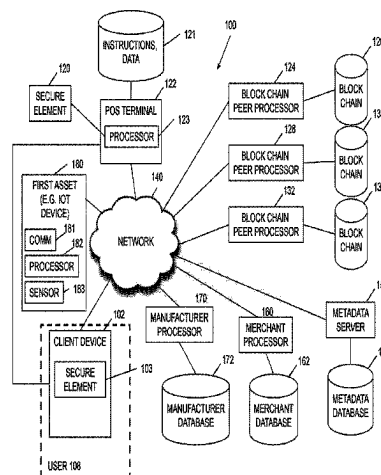 121
INSTRUCTIONS,
DATA
100
120
SECURE
ELEMENT
122
POS TERMINAL
PROCESSOR
123
124
BLOCK CHAIN
PEER PROCESSOR
BLOCK
CHAIN
128
BLOCK CHAIN
PEER PROCESSOR
BLOCK
CHAIN
132
BLOCK CHAIN
PEER PROCESSOR
BLOCK
CHAIN
180
FIRST ASSET
(E.G. IOT
DEVICE)
COMM
181
PROCESSOR
182
SENSOR
183
140
NETWORK
102
CLIENT DEVICE
SECURE
ELEMENT
103
USER 106
170
MANUFACTURER
PROCESSOR
172
MANUFACTURER
DATABASE
160
MERCHANT
PROCESSOR
162
MERCHANT
DATABASE
METADATA
SERVER
METADATA
DATABASE